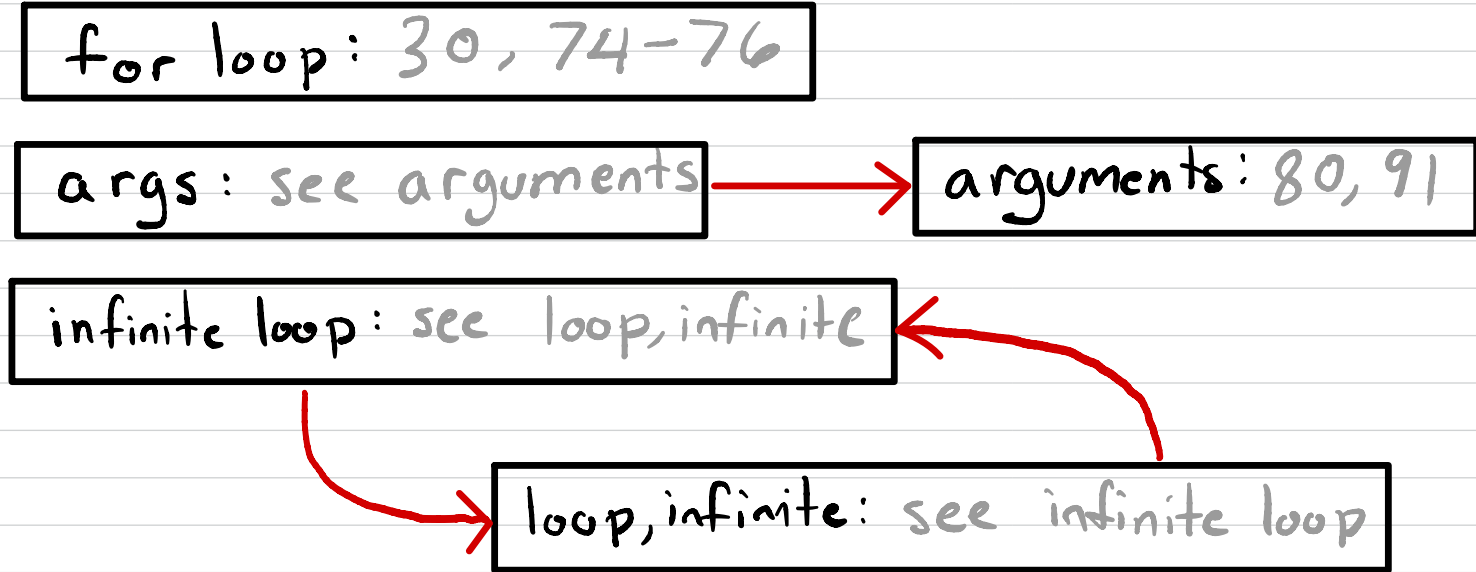 for loop: 30, 74-76
args: see arguments arguments: 80, 91
infinite loop: see loop, infinite
loop, infinite: see infinite loop